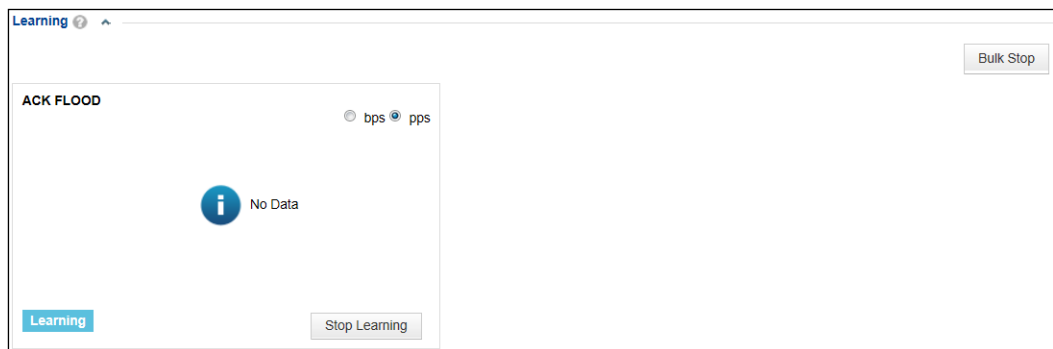 Learning ?
Bulk Stop
ACK FLOOD
bps pps
i No Data
Learning
Stop Learning